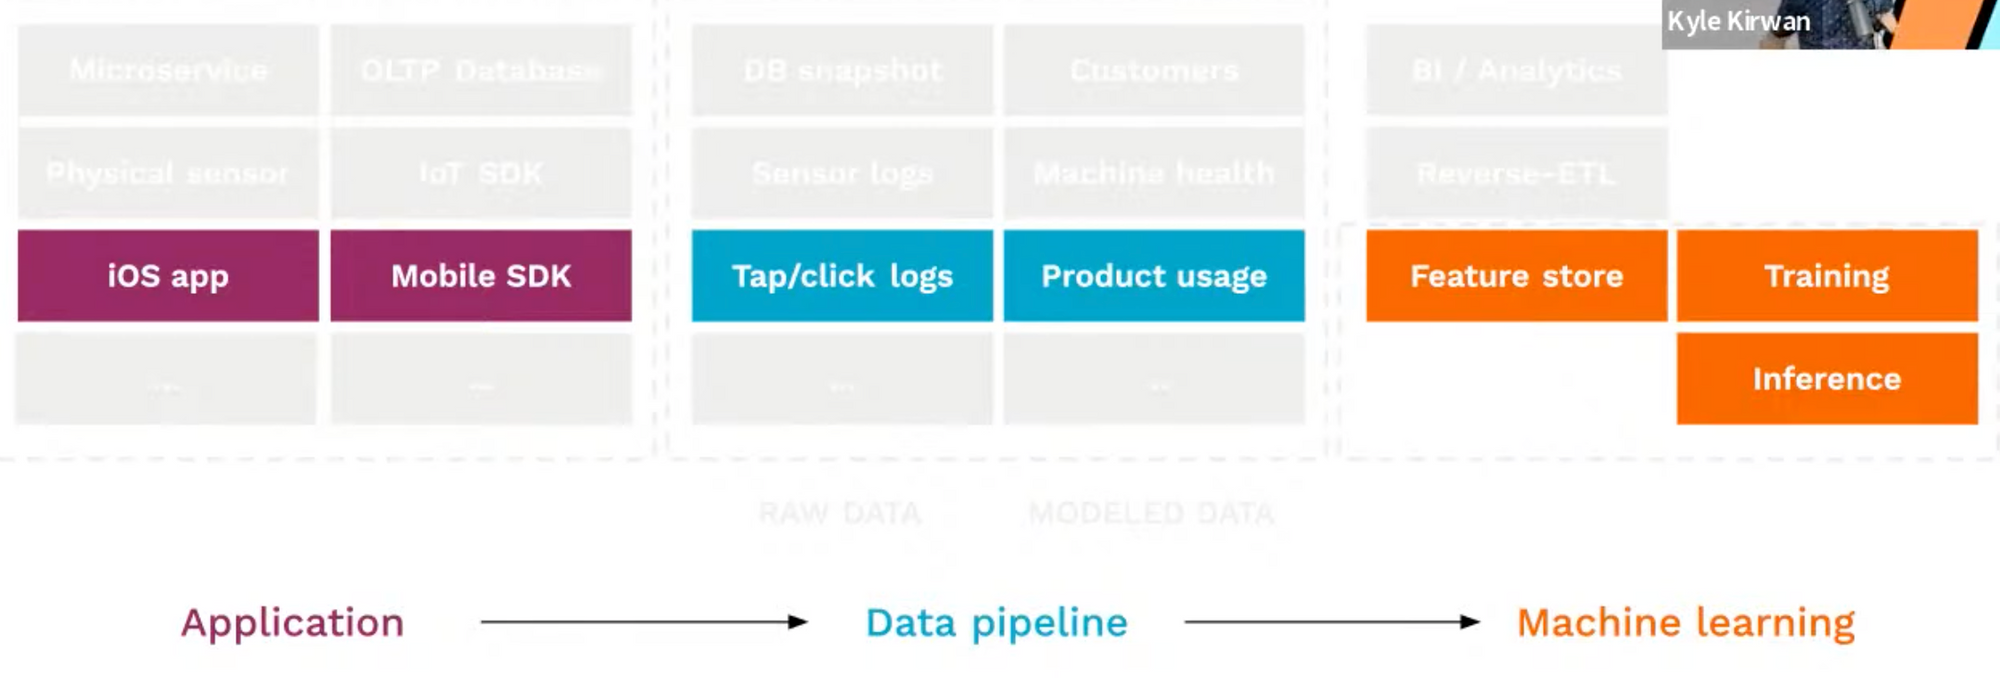 Kyle Kirwan
Microservice
OLTP Database
DB snapshot
Customers
BI / Analytics
Physical sensor
IoT SDK
Sensor logs
Machine health
Reverse-ETL
iOS app
Mobile SDK
Tap/click logs
Product usage
Feature store
Training
...
...
...
...
Inference
RAW DATA
MODELED DATA
Application
Data pipeline
Machine learning